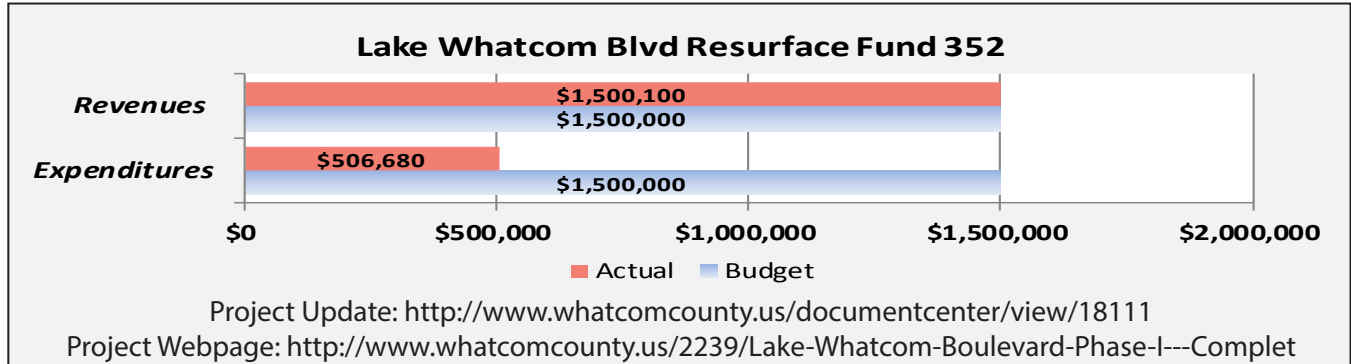 Lake Whatcom Blvd Resurface Fund 352
Revenues
$1,500,100
$1,500,000
Expenditures
$506,680
$1,500,000
$0 $500,000 $1,000,000 $1,500,000 $2,000,000
Actual Budget
Project Update: http://www.whatcomcounty.us/documentcenter/view/18111
Project Webpage: http://www.whatcomcounty.us/2239/Lake-Whatcom-Boulevard-Phase-I---Complet